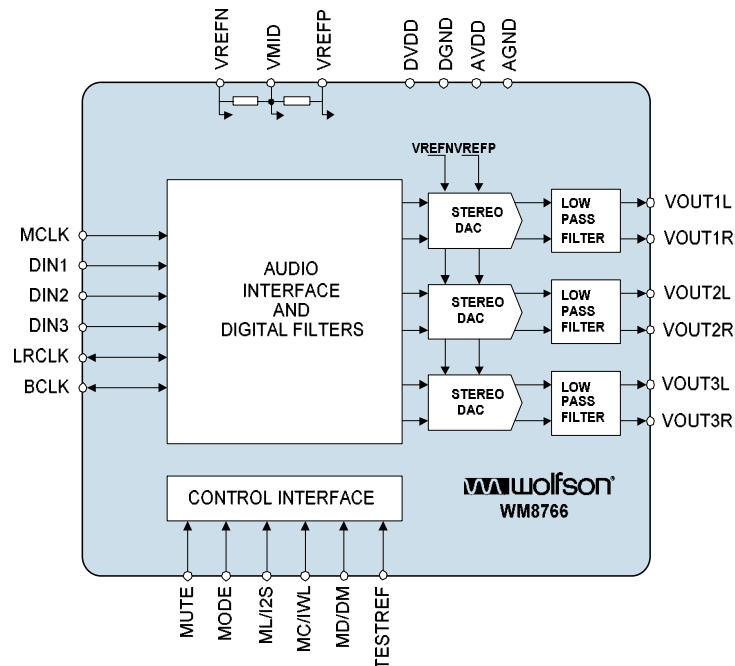 VREFN
VMID
VREFP
DVDD
DGND
AVDD
AGND
VREFNVREFP
MCLK
DIN1
DIN2
DIN3
LRCLK
BCLK
AUDIO
INTERFACE
AND
DIGITAL FILTERS
STEREO
DAC
LOW
PASS
FILTER
VOUT1L
VOUT1R
STEREO
DAC
LOW
PASS
FILTER
VOUT2L
VOUT2R
STEREO
DAC
LOW
PASS
FILTER
VOUT3L
VOUT3R
CONTROL INTERFACE
wolfson®
WM8766
MUTE
MODE
ML/I2S
MC/IWL
MD/DM
TESTREF